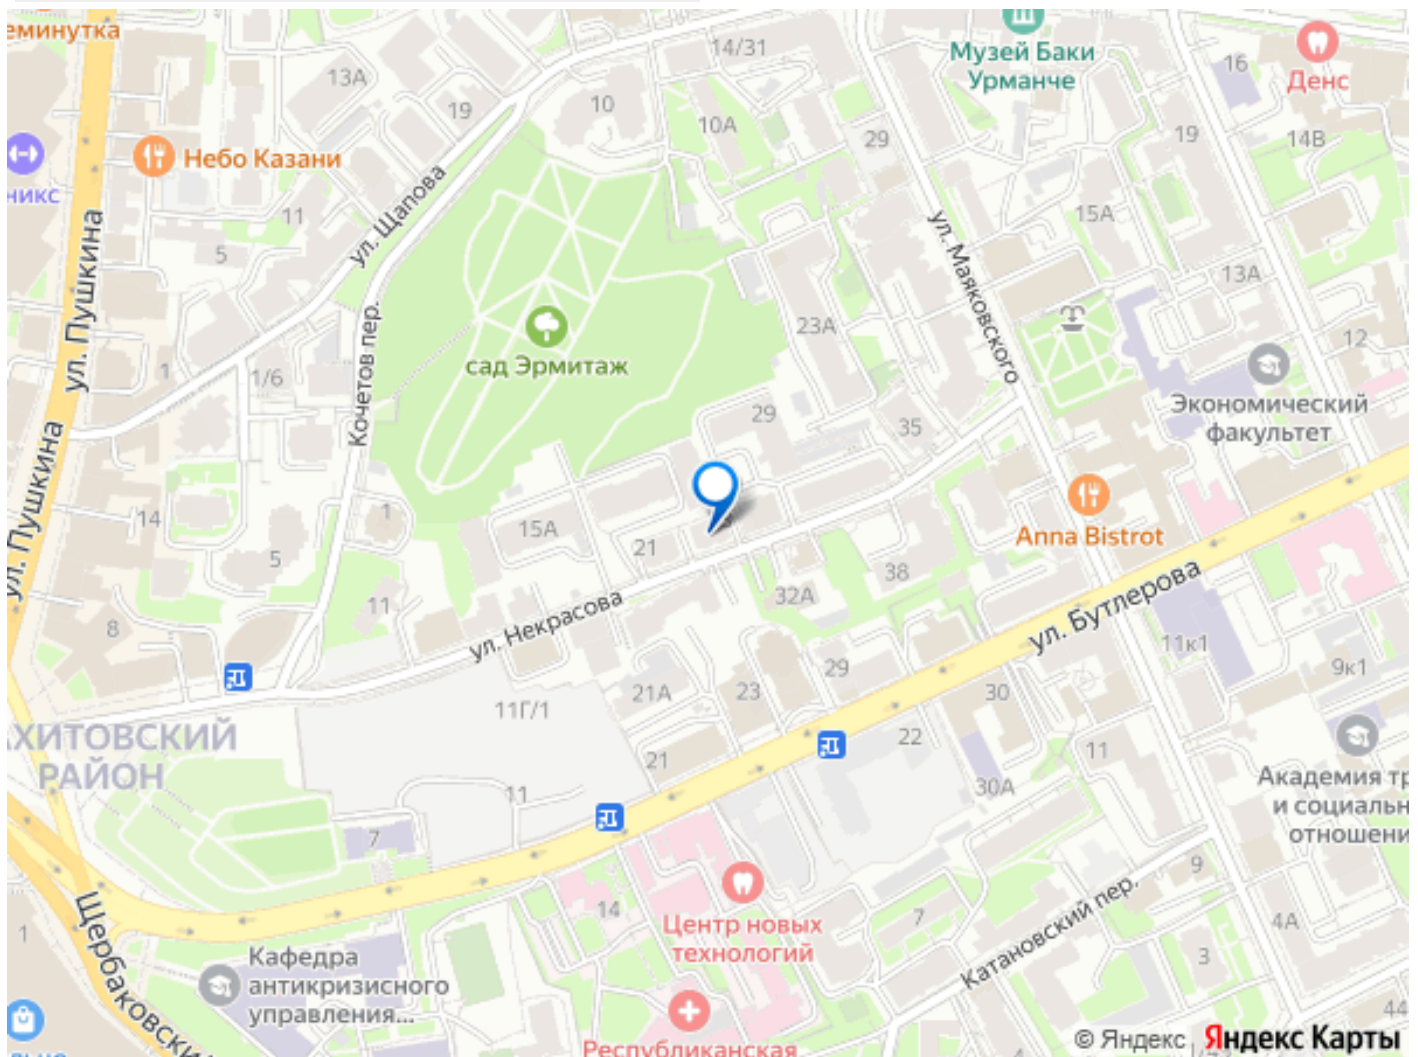 еминутка
14/31
Музей Баки
Урманче
16
Денс
13А
19
10
10А
29
19
14В
Небо Казани
никс
ул. Щапова
11
5
ул. Пушкина
ул. Маяковского
15А
13А
23А
12
сад Эрмитаж
Кочетов пер.
1
1/6
29
35
Экономический
факультет
ул. Пушкина
14
1
15А
21
Anna Bistrot
5
11
38
32А
ул. Некрасова
ул. Бутлерова
8
11к1
9к1
21А
23
29
30
11Г/1
22
11
ХИТОВСКИЙ
РАЙОН
21
30А
Академия тр
и социальн
отношени
11
7
9
Щербаковски
1
14
Центр новых
технологий
7
Катановский пер.
4А
3
Кафедра
антикризисного
управления...
44
Республиканская
© Яндекс
Яндекс Карты